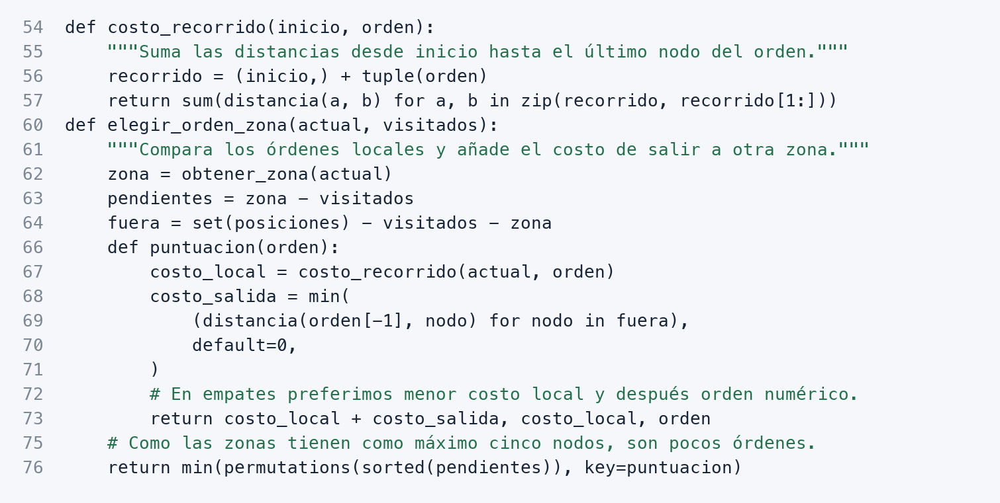 54 def costo_recorrido(inicio, orden):
55     """Suma las distancias desde inicio hasta el último nodo del orden."""
56     recorrido = (inicio,) + tuple(orden)
57     return sum(distancia(a, b) for a, b in zip(recorrido, recorrido[1:]))
60 def elegir_orden_zona(actual, visitados):
61     """Compara los órdenes locales y añade el costo de salir a otra zona."""
62     zona = obtener_zona(actual)
63     pendientes = zona − visitados
64     fuera = set(posiciones) − visitados − zona
66     def puntuacion(orden):
67         costo_local = costo_recorrido(actual, orden)
68         costo_salida = min(
69             (distancia(orden[−1], nodo) for nodo in fuera),
70             default=0,
71         )
72         # En empates preferimos menor costo local y después orden numérico.
73         return costo_local + costo_salida, costo_local, orden
75     # Como las zonas tienen como máximo cinco nodos, son pocos órdenes.
76     return min(permutations(sorted(pendientes)), key=puntuacion)